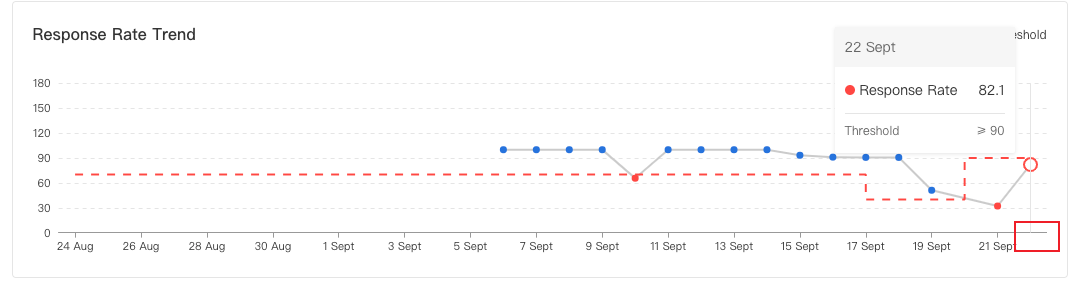 Response Rate Trend
eshold
22 Sept
Response Rate 82.1
Threshold ≥ 90
180
150
120
90
60
30
0
24 Aug 26 Aug 28 Aug 30 Aug 1 Sept 3 Sept 5 Sept 7 Sept 9 Sept 11 Sept 13 Sept 15 Sept 17 Sept 19 Sept 21 Sept